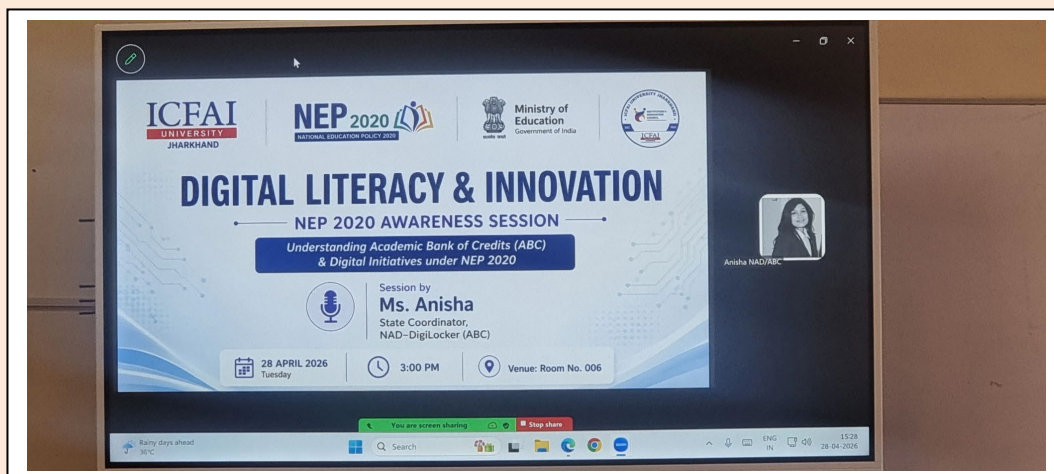 ICFAI
UNIVERSITY
JHARKHAND
NEP 2020
NATIONAL EDUCATION POLICY 2020
Ministry of
Education
Government of India
ICFAI UNIVERSITY JHARKHAND
ICFAI
DIGITAL LITERACY & INNOVATION
NEP 2020 AWARENESS SESSION
Understanding Academic Bank of Credits (ABC)
& Digital Initiatives under NEP 2020
Session by
Ms. Anisha
State Coordinator,
NAD–DigiLocker (ABC)
28 APRIL 2026
Tuesday
3:00 PM
Venue: Room No. 006
Anisha NAD/ABC
You are screen sharing
Stop share
Rainy days ahead
30°C
Search
ENG
IN
15:28
28-04-2026